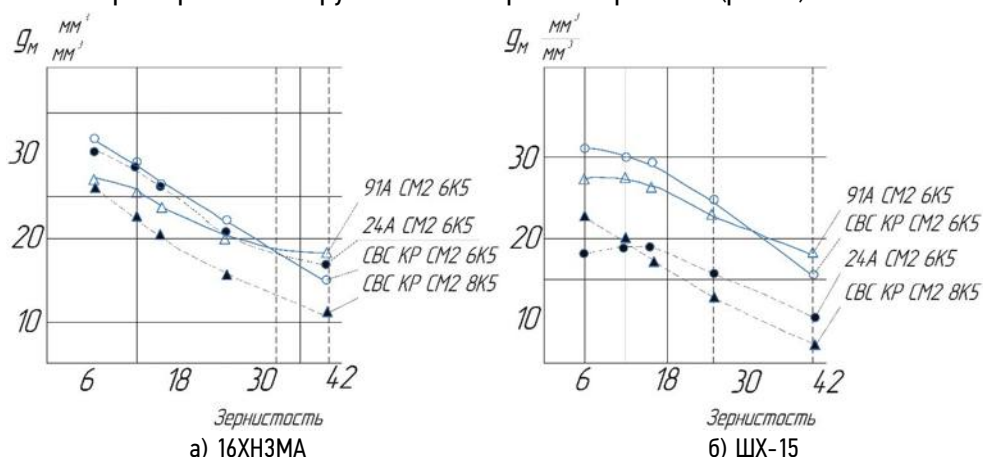 gм мм³
мм³
30
20
10
6 18 30 42
Зернистость
а) 16ХН3МА
91А СМ2 6К5
24А СМ2 6К5
СВС КР СМ2 6К5
СВС КР СМ2 8К5
gм мм³
мм³
30
20
10
6 18 30 42
Зернистость
б) ШХ-15
91А СМ2 6К5
СВС КР СМ2 6К5
24А СМ2 6К5
СВС КР СМ2 8К5